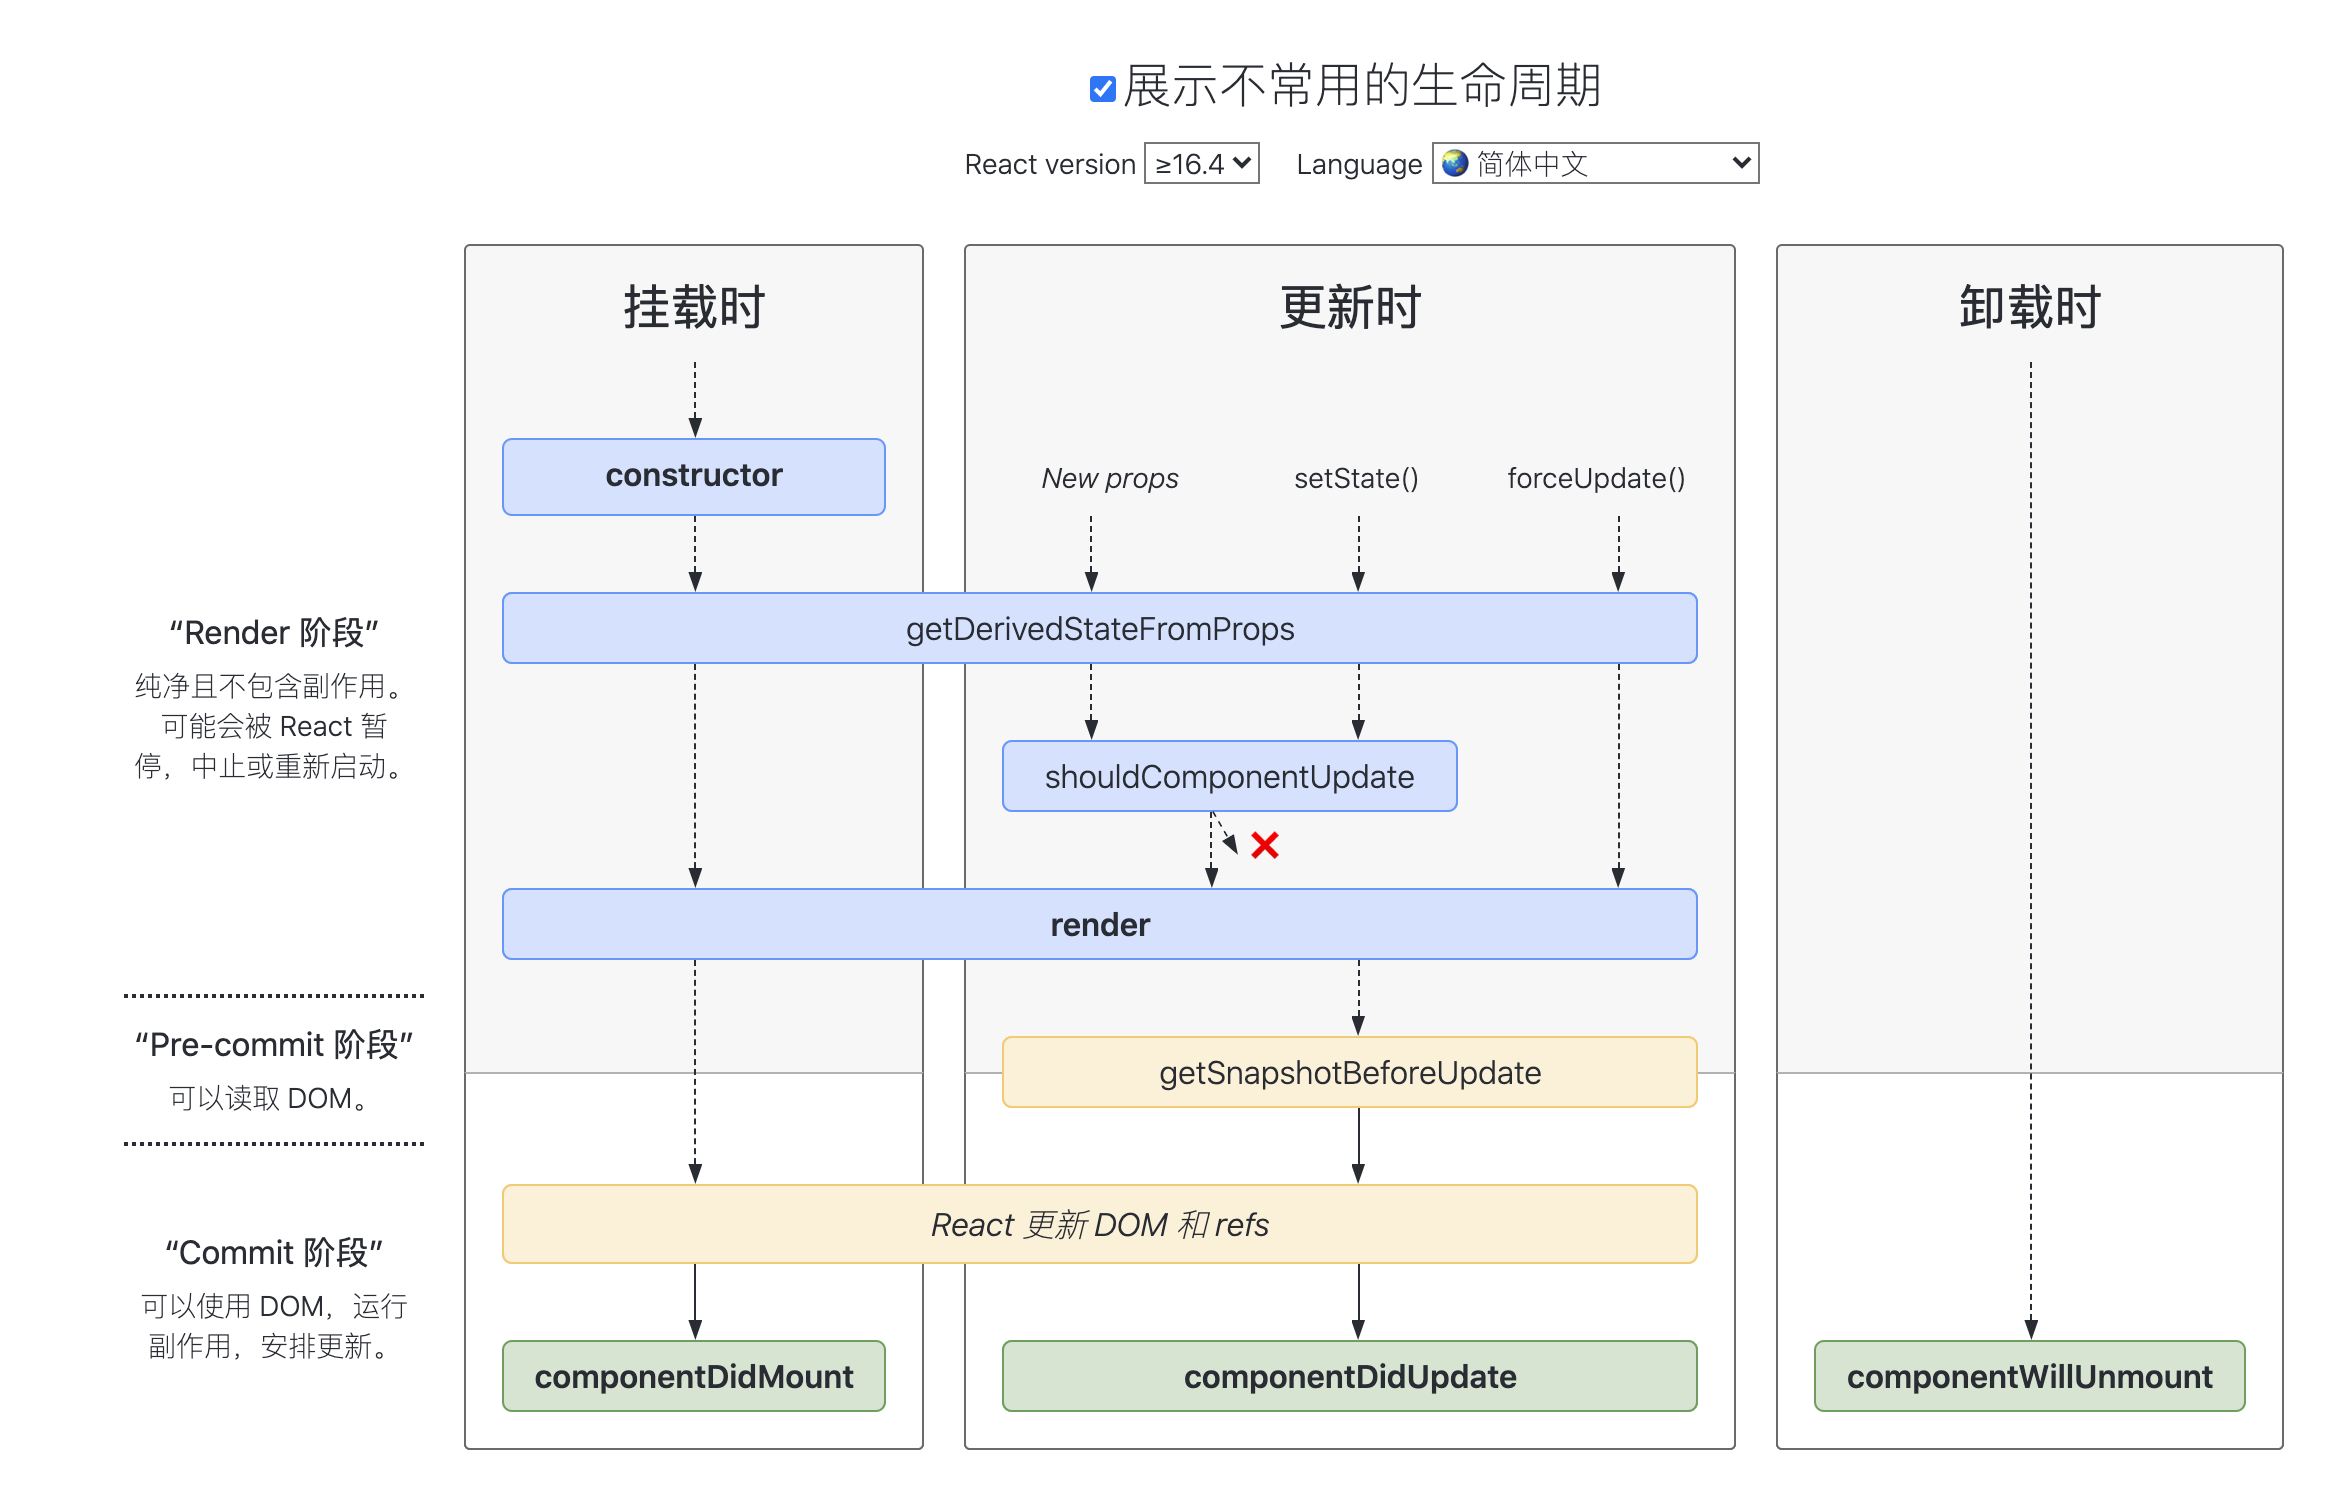 展示不常用的生命周期
React version ≥16.4 Language 简体中文
挂载时
更新时
卸载时
constructor
New props
setState()
forceUpdate()
getDerivedStateFromProps
shouldComponentUpdate
render
getSnapshotBeforeUpdate
React 更新 DOM 和 refs
componentDidMount
componentDidUpdate
componentWillUnmount
“Render 阶段”
纯净且不包含副作用。
可能会被 React 暂
停，中止或重新启动。
“Pre-commit 阶段”
可以读取 DOM。
“Commit 阶段”
可以使用 DOM，运行
副作用，安排更新。